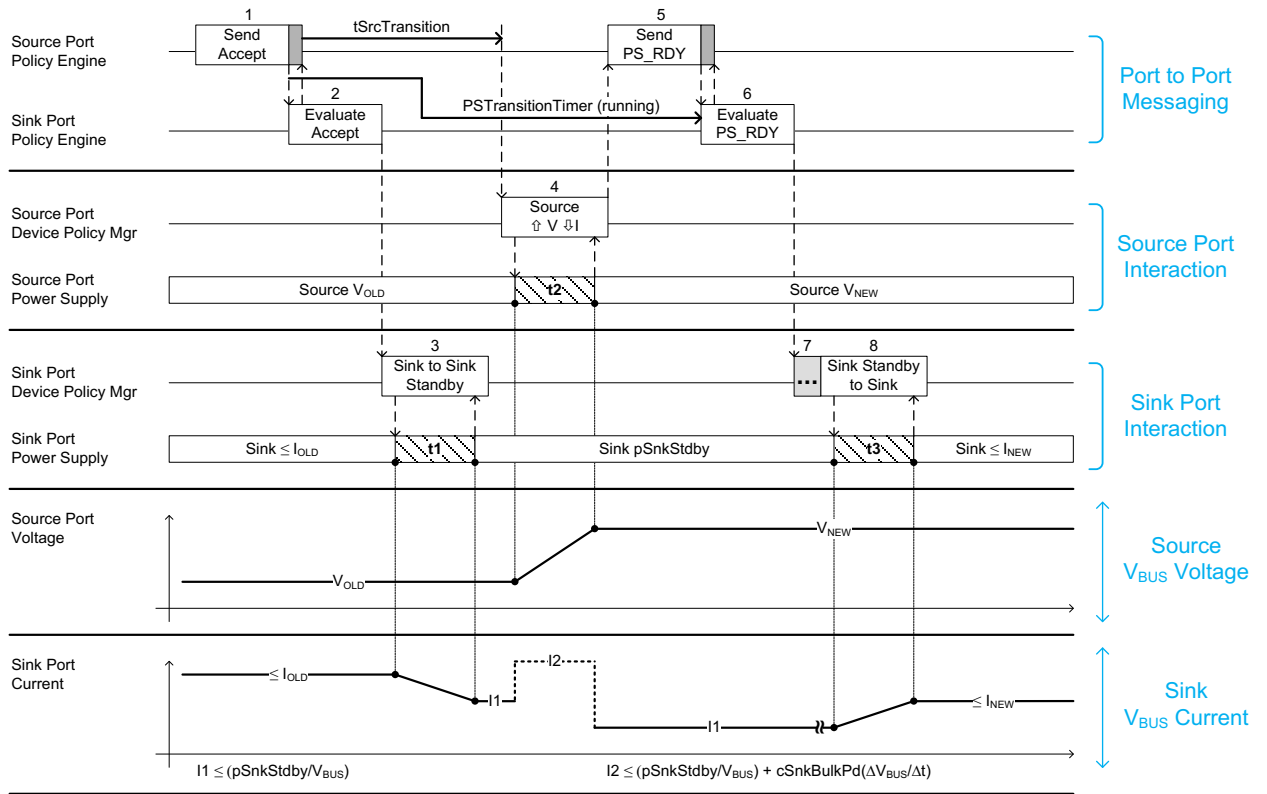 1
Source Port
Policy Engine
Send
Accept
tSrcTransition
5
Send
PS_RDY
Port to Port
Messaging
2
Sink Port
Policy Engine
Evaluate
Accept
PSTransitionTimer (running)
6
Evaluate
PS_RDY
Source Port
Device Policy Mgr
4
Source
⇧ V ⇩I
Source Port
Interaction
Source Port
Power Supply
Source VOLD
t2
Source VNEW
Sink Port
Device Policy Mgr
3
Sink to Sink
Standby
7
...
8
Sink Standby
to Sink
Sink Port
Interaction
Sink Port
Power Supply
Sink ≤ IOLD
t1
Sink pSnkStdby
t3
Sink ≤ INEW
Source Port
Voltage
VOLD
VNEW
Source
VBUS Voltage
Sink Port
Current
≤ IOLD
I1
I2
I1
≤ INEW
Sink
VBUS Current
I1 ≤ (pSnkStdby/VBUS)
I2 ≤ (pSnkStdby/VBUS) + cSnkBulkPd(ΔVBUS/Δt)